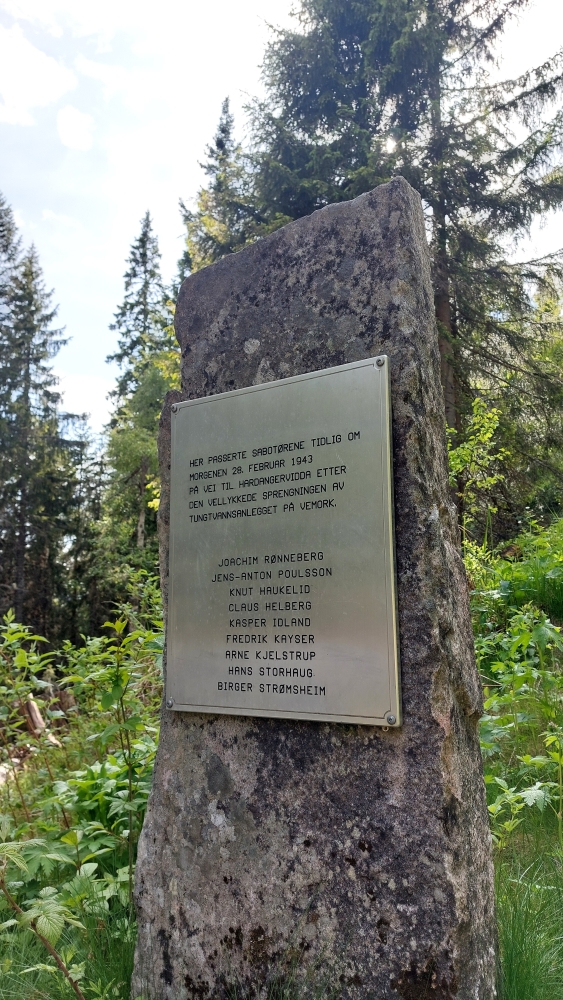 HER PASSERTE SABOTØRENE TIDLIG OM
MORGENEN 28. FEBRUAR 1943
PÅ VEI TIL HARDANGERVIDDA ETTER
DEN VELLYKKEDE SPRENGNINGEN AV
TUNGTVANNSANLEGGET PÅ VEMORK.
JOACHIM RØNNEBERG
JENS-ANTON POULSSON
KNUT HAUKELID
CLAUS HELBERG
KASPER IDLAND
FREDRIK KAYSER
ARNE KJELSTRUP
HANS STORHAUG
BIRGER STRØMSHEIM